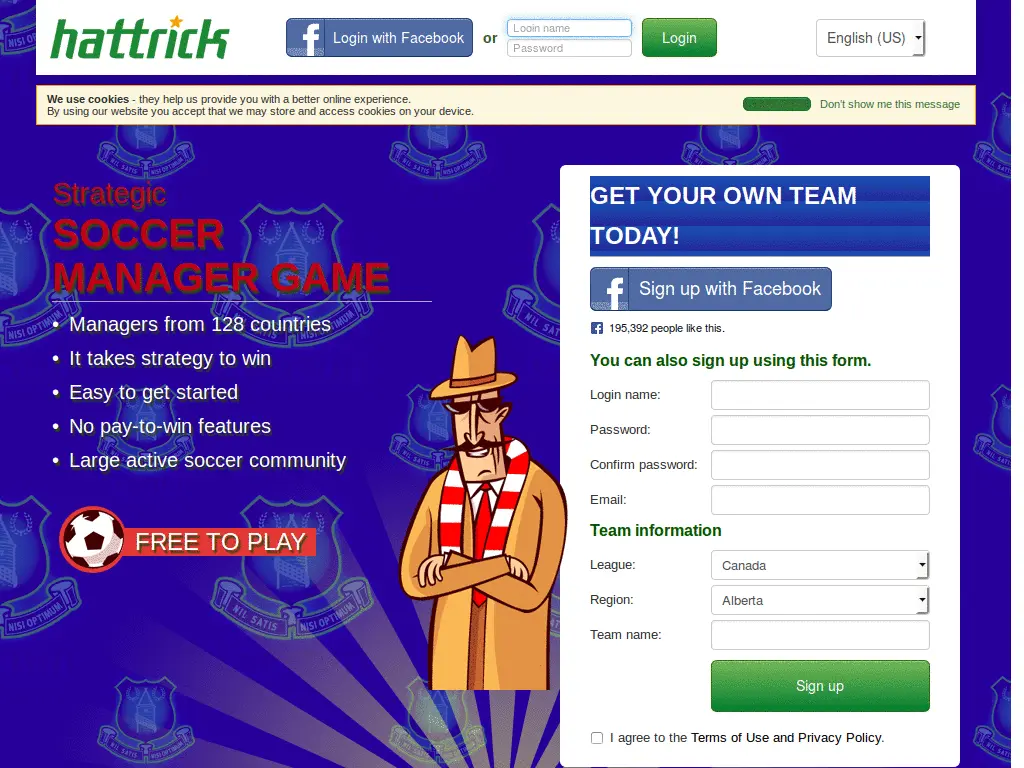 hattrick
Login with Facebook
or
Login name
Password
Login
English (US)
We use cookies - they help us provide you with a better online experience.
By using our website you accept that we may store and access cookies on your device.
Don't show me this message
Strategic
SOCCER
MANAGER GAME
• Managers from 128 countries
• It takes strategy to win
• Easy to get started
• No pay-to-win features
• Large active soccer community
FREE TO PLAY
GET YOUR OWN TEAM
TODAY!
Sign up with Facebook
195,392 people like this.
You can also sign up using this form.
Login name:
Password:
Confirm password:
Email:
Team information
League:
Canada
Region:
Alberta
Team name:
Sign up
I agree to the Terms of Use and Privacy Policy.
NIL SATIS
NISI OPTIMUM